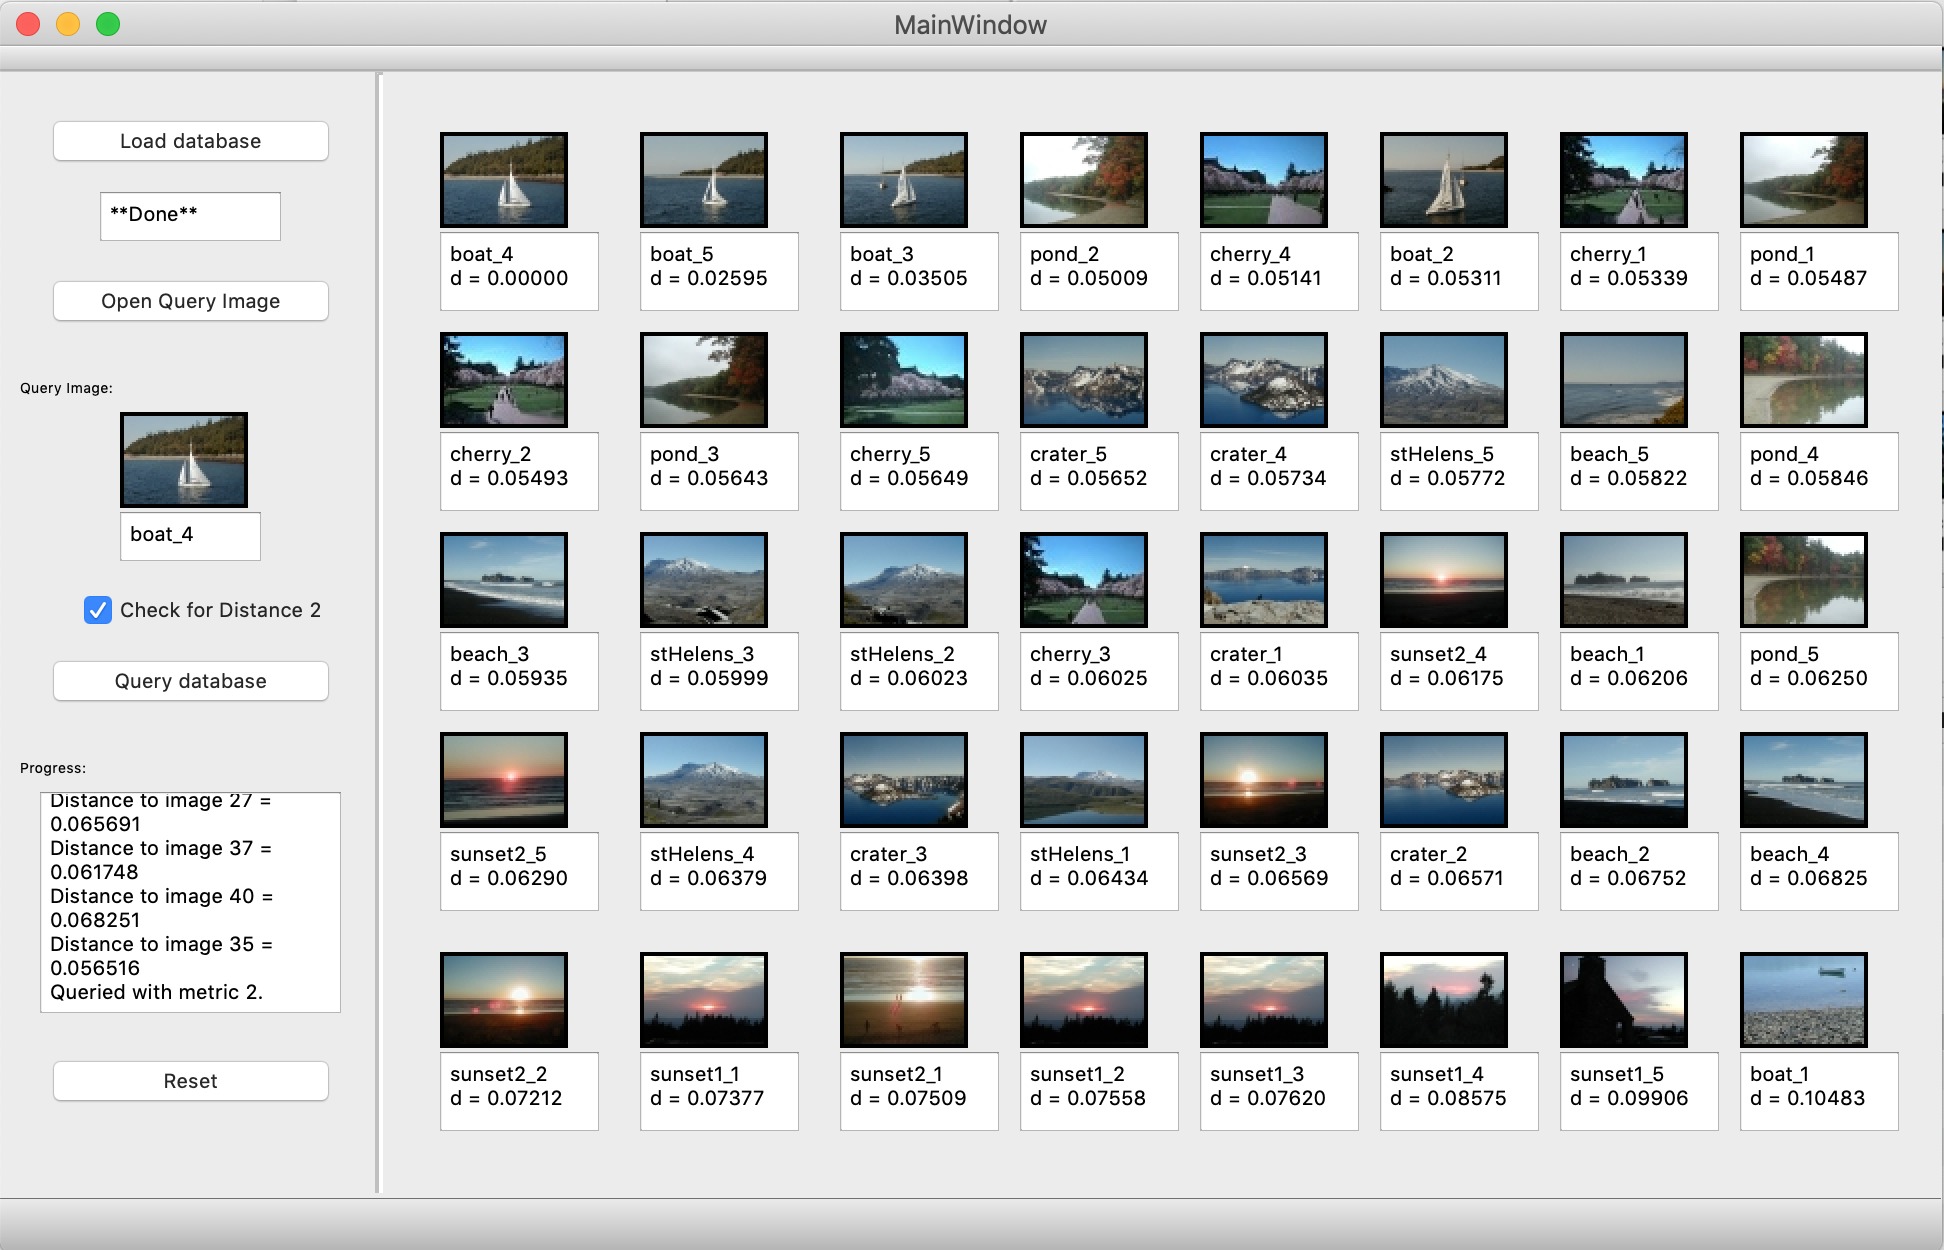 MainWindow
Load database
**Done**
Open Query Image
Query Image:
boat_4
Check for Distance 2
Query database
Progress:
Distance to image 27 =
0.065691
Distance to image 37 =
0.061748
Distance to image 40 =
0.068251
Distance to image 35 =
0.056516
Queried with metric 2.
Reset
boat_4
d = 0.00000
boat_5
d = 0.02595
boat_3
d = 0.03505
pond_2
d = 0.05009
cherry_4
d = 0.05141
boat_2
d = 0.05311
cherry_1
d = 0.05339
pond_1
d = 0.05487
cherry_2
d = 0.05493
pond_3
d = 0.05643
cherry_5
d = 0.05649
crater_5
d = 0.05652
crater_4
d = 0.05734
stHelens_5
d = 0.05772
beach_5
d = 0.05822
pond_4
d = 0.05846
beach_3
d = 0.05935
stHelens_3
d = 0.05999
stHelens_2
d = 0.06023
cherry_3
d = 0.06025
crater_1
d = 0.06035
sunset2_4
d = 0.06175
beach_1
d = 0.06206
pond_5
d = 0.06250
sunset2_5
d = 0.06290
stHelens_4
d = 0.06379
crater_3
d = 0.06398
stHelens_1
d = 0.06434
sunset2_3
d = 0.06569
crater_2
d = 0.06571
beach_2
d = 0.06752
beach_4
d = 0.06825
sunset2_2
d = 0.07212
sunset1_1
d = 0.07377
sunset2_1
d = 0.07509
sunset1_2
d = 0.07558
sunset1_3
d = 0.07620
sunset1_4
d = 0.08575
sunset1_5
d = 0.09906
boat_1
d = 0.10483